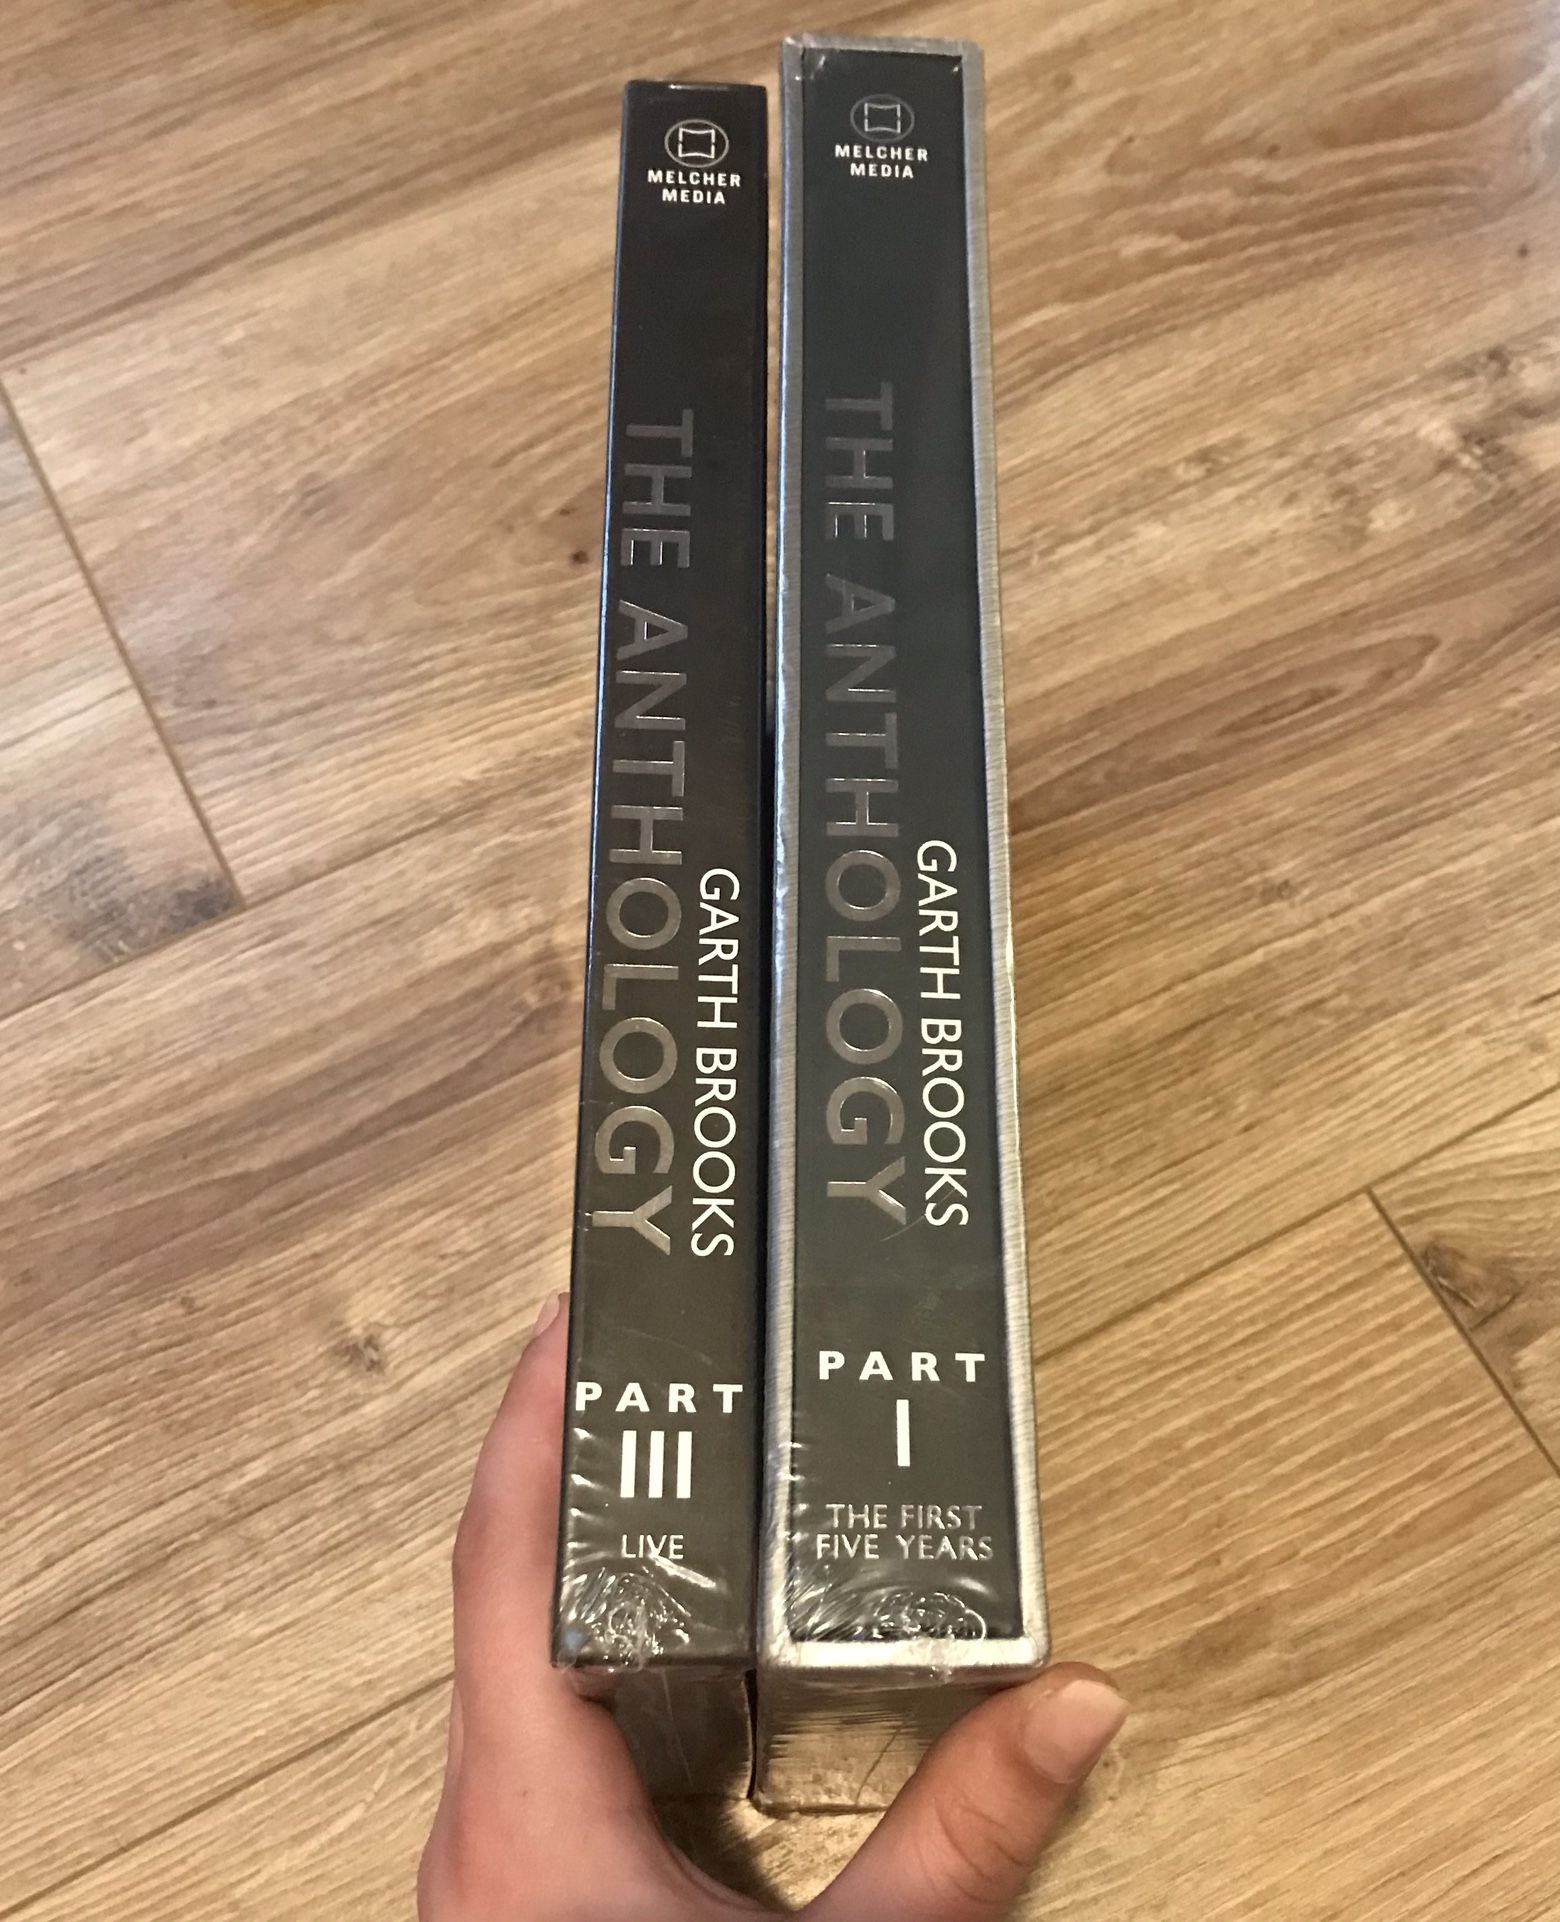 MELCHER
MEDIA
THE ANTHOLOGY
GARTH BROOKS
PART
III
LIVE
MELCHER
MEDIA
THE ANTHOLOGY
GARTH BROOKS
PART
I
THE FIRST
FIVE YEARS